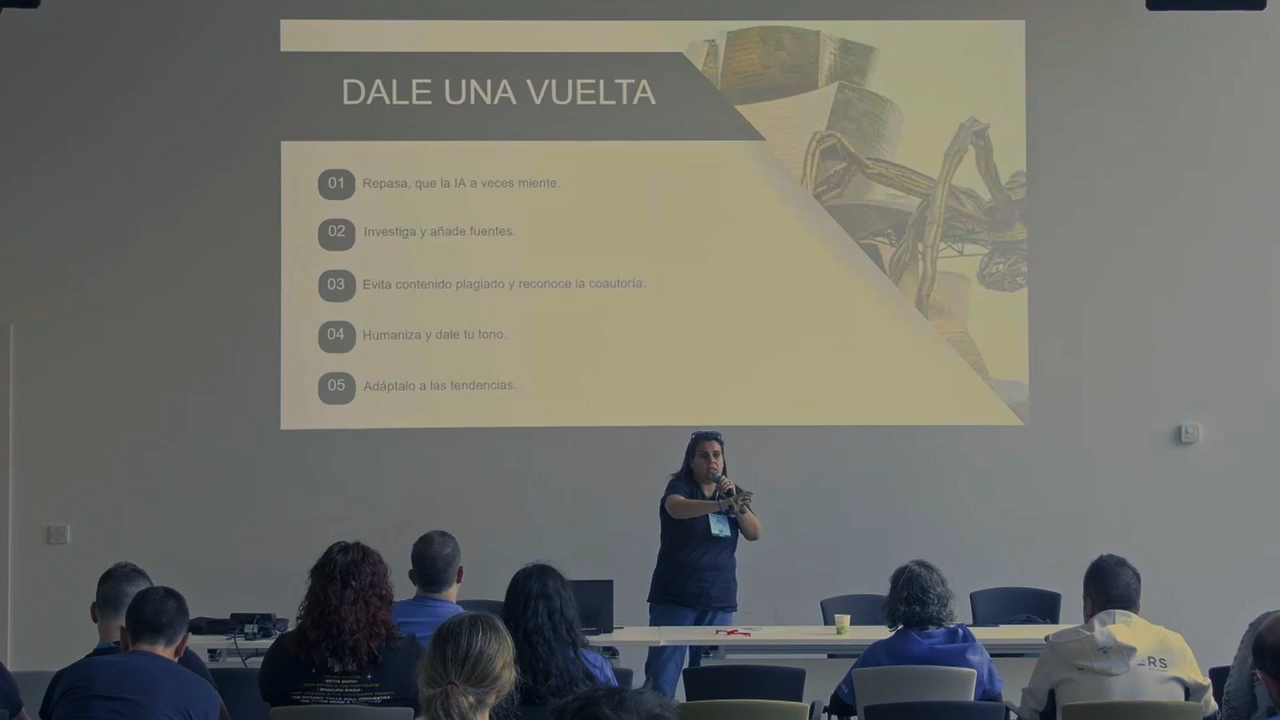 DALE UNA VUELTA
01 Repasa, que la IA a veces miente.
02 Investiga y añade fuentes.
03 Evita contenido plagiado y reconoce la coautoría.
04 Humaniza y dale tu tono.
05 Adáptalo a las tendencias.
ERS